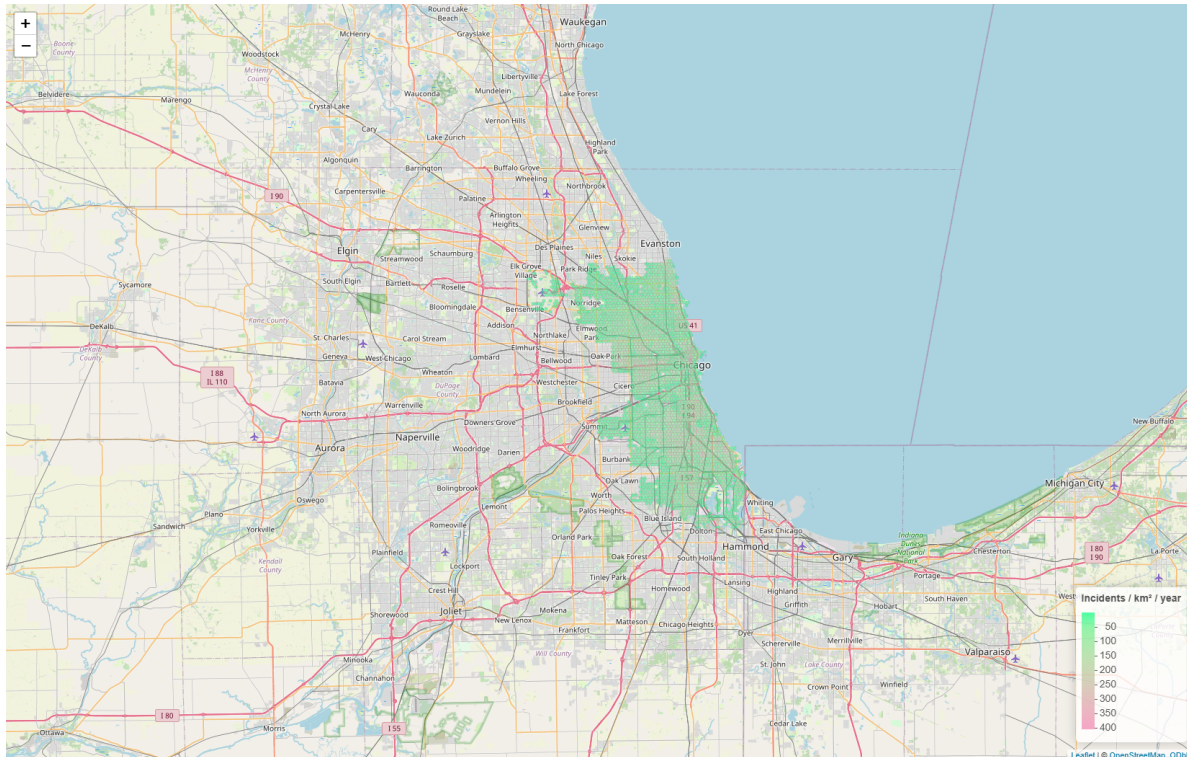 +
−
Round Lake
Beach
Waukegan
McHenry
Grayslake
Boone
County
Woodstock
North Chicago
McHenry
County
Libertyville
Belvidere
Marengo
Wauconda
Mundelein
Lake Forest
Crystal Lake
Vernon Hills
Cary
Lake Zurich
Highland
Park
Algonquin
Barrington
Buffalo Grove
Wheeling
Carpentersville
Northbrook
I 90
Palatine
Arlington
Heights
Glenview
Evanston
Elgin
Schaumburg
Des Plaines
Niles
Skokie
Streamwood
Elk Grove
Village
Park Ridge
Sycamore
South Elgin
Bartlett
Roselle
Bloomingdale
Bensenville
Norridge
DeKalb
Kane County
Addison
Northlake
Elmwood
Park
US 41
DeKalb
County
St. Charles
Carol Stream
Elmhurst
Geneva
West Chicago
Lombard
Bellwood
Oak Park
Chicago
I 88
IL 110
Batavia
Wheaton
DuPage
County
Westchester
Cicero
Warrenville
Brookfield
North Aurora
I 90
I 94
Downers Grove
Summit
New Buffalo
Aurora
Naperville
Woodridge
Darien
Burbank
Oak Lawn
I 57
Michigan City
Bolingbrook
Oswego
Lemont
Worth
Palos Heights
Whiting
Plano
Sandwich
Yorkville
Romeoville
Blue Island
Dolton
East Chicago
Orland Park
Hammond
Indiana
Dunes
National
Park
Plainfield
Kendall
County
Lockport
Oak Forest
South Holland
Gary
Chesterton
I 80
I 90
La Porte
Tinley Park
Homewood
Lansing
Highland
Portage
Crest Hill
Griffith
South Haven
Shorewood
Joliet
Mokena
Matteson
Chicago Heights
Hobart
New Lenox
Frankfort
Dyer
Schererville
Merrillville
Minooka
Will County
St. John
Lake County
Valparaiso
Channahon
Crown Point
Winfield
I 80
Morris
I 55
Cedar Lake
Ottawa
Incidents / km² / year
50
100
150
200
250
300
350
400
Leaflet | © OpenStreetMap